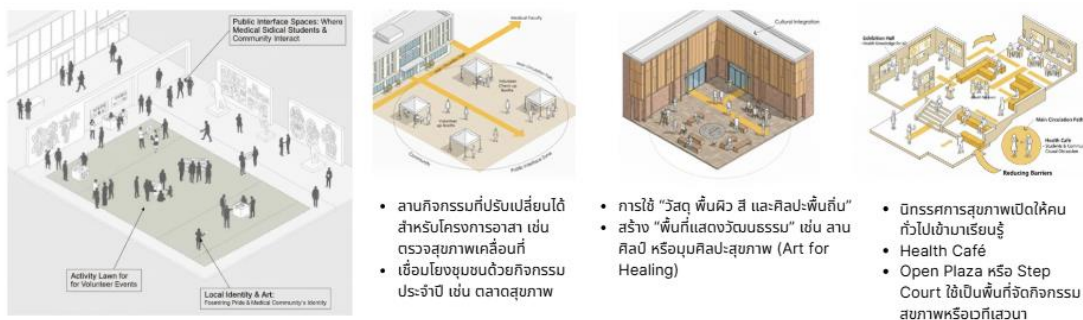 Public Interface Spaces: Where
Medical Sidical Students &
Community Interact
Activity Lawn for
for Volunteer Events
Local Identity & Art:
Fosntring Pride & Medical Community's Identity
Medical Faculty
Main Circulation Path
Volunteer
Check-up
Booths
Volunteer
up Booths
Community
Public Interface Zone
• ลานกิจกรรมที่ปรับเปลี่ยนได้
สำหรับโครงการอาสา เช่น
ตรวจสุขภาพเคลื่อนที่
• เชื่อมโยงชุมชนด้วยกิจกรรม
ประจำปี เช่น ตลาดสุขภาพ
Cultural Integration
• การใช้ “วัสดุ พื้นผิว สี และศิลปะพื้นถิ่น”
• สร้าง “พื้นที่แสดงวัฒนธรรม” เช่น ลาน
ศิลป์ หรือมุมศิลปะสุขภาพ (Art for
Healing)
Exhibition Hall
Main Circulation Path
Health Cafe
Reducing Barriers
• นิทรรศการสุขภาพเปิดให้คน
ทั่วไปเข้ามาเรียนรู้
• Health Café
• Open Plaza หรือ Step
Court ใช้เป็นพื้นที่จัดกิจกรรม
สุขภาพหรือเวทีเสวนา